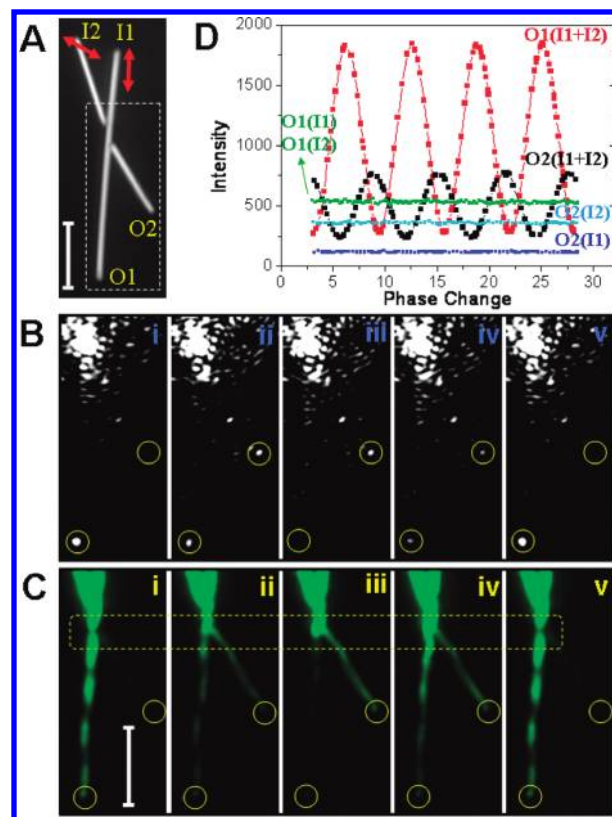 A
I2 I1
O2
O1
D
2000
1500
1000
500
0
Intensity
O1(I1+I2)
O1(I1)
O1(I2)
O2(I1+I2)
O2(I2)
O2(I1)
0 5 10 15 20 25 30
Phase Change
B
i ii iii iv v
C
i ii iii iv v